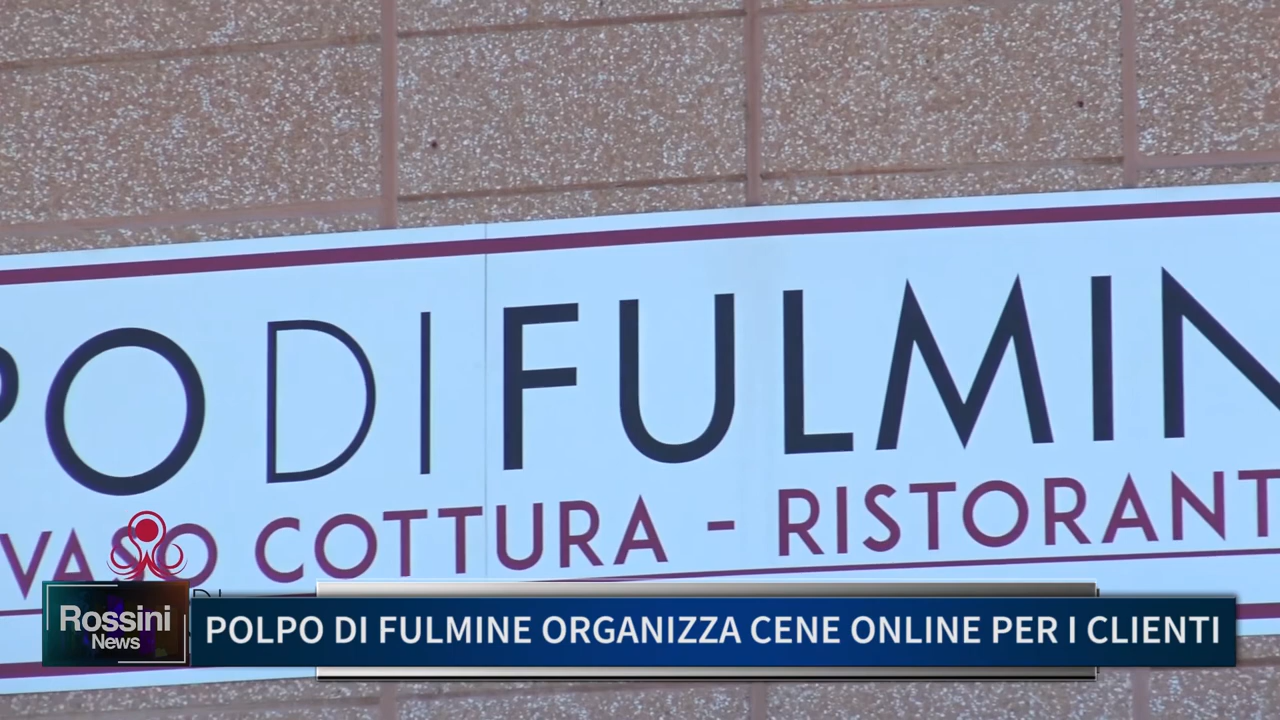 PO DI FULMIN
VASO COTTURA - RISTORANT
Rossini
News
POLPO DI FULMINE ORGANIZZA CENE ONLINE PER I CLIENTI